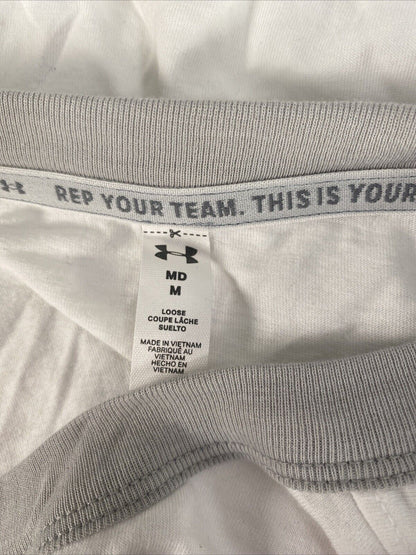 REP YOUR TEAM. THIS IS YOUR
MD
M
LOOSE
COUPE LÂCHE
SUELTO
MADE IN VIETNAM
FABRIQUÉ AU
VIETNAM
HECHO EN
VIETNAM